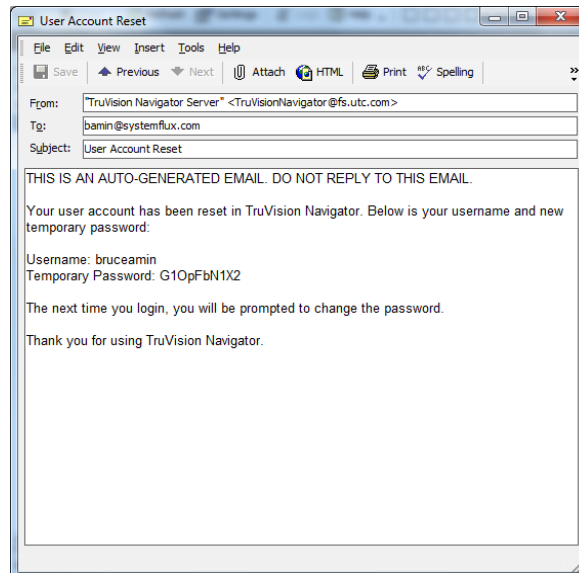 User Account Reset
File Edit View Insert Tools Help
Save Previous Next Attach HTML Print ABC Spelling »
From: "TruVision Navigator Server" <TruVisionNavigator@fs.utc.com>
To: bamin@systemflux.com
Subject: User Account Reset
THIS IS AN AUTO-GENERATED EMAIL. DO NOT REPLY TO THIS EMAIL.
Your user account has been reset in TruVision Navigator. Below is your username and new
temporary password:
Username: bruceamin
Temporary Password: G1OpFbN1X2
The next time you login, you will be prompted to change the password.
Thank you for using TruVision Navigator.